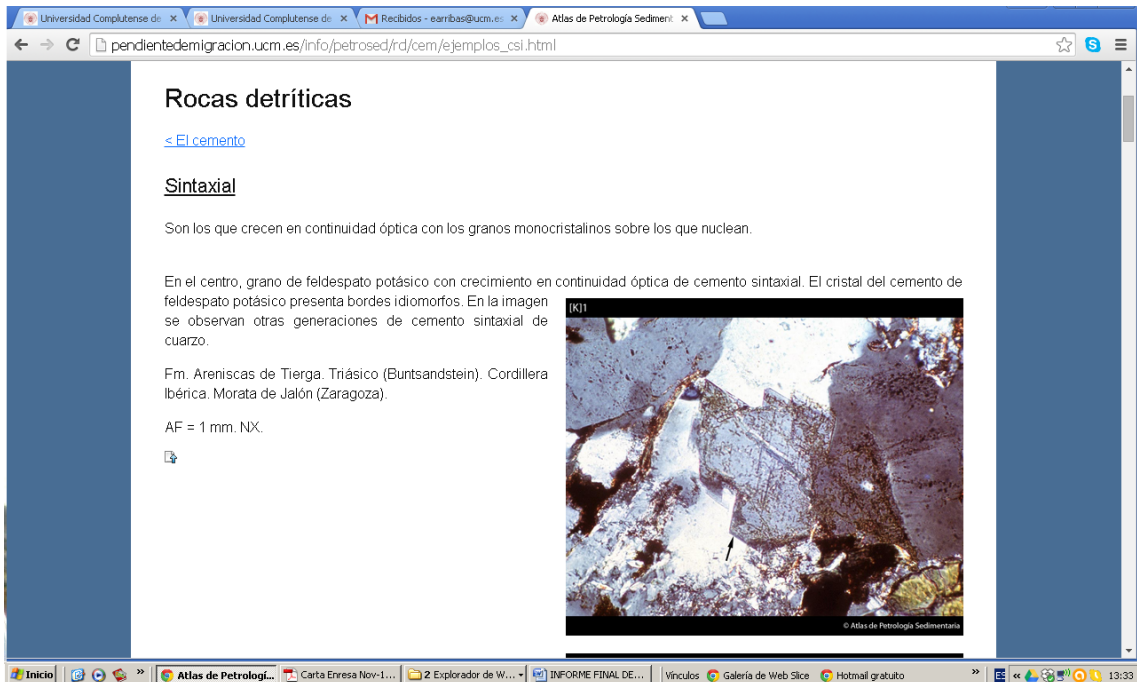 Universidad Complutense de
Universidad Complutense de
Recibidos - earribas@ucm.es
Atlas de Petrología Sediment
pendientedemigracion.ucm.es/info/petrosed/rd/cem/ejemplos_csi.html
Rocas detríticas
< El cemento
Sintaxial
Son los que crecen en continuidad óptica con los granos monocristalinos sobre los que nuclean.
En el centro, grano de feldespato potásico con crecimiento en continuidad óptica de cemento sintaxial. El cristal del cemento de
feldespato potásico presenta bordes idiomorfos. En la imagen
se observan otras generaciones de cemento sintaxial de
cuarzo.
Fm. Areniscas de Tierga. Triásico (Buntsandstein). Cordillera
Ibérica. Morata de Jalón (Zaragoza).
AF = 1 mm. NX.
[K]1
© Atlas de Petrología Sedimentaria
Inicio
Atlas de Petrologí...
Carta Enresa Nov-1...
2 Explorador de W...
INFORME FINAL DE...
Vínculos
Galería de Web Slice
Hotmail gratuito
»
ES
«
13:33